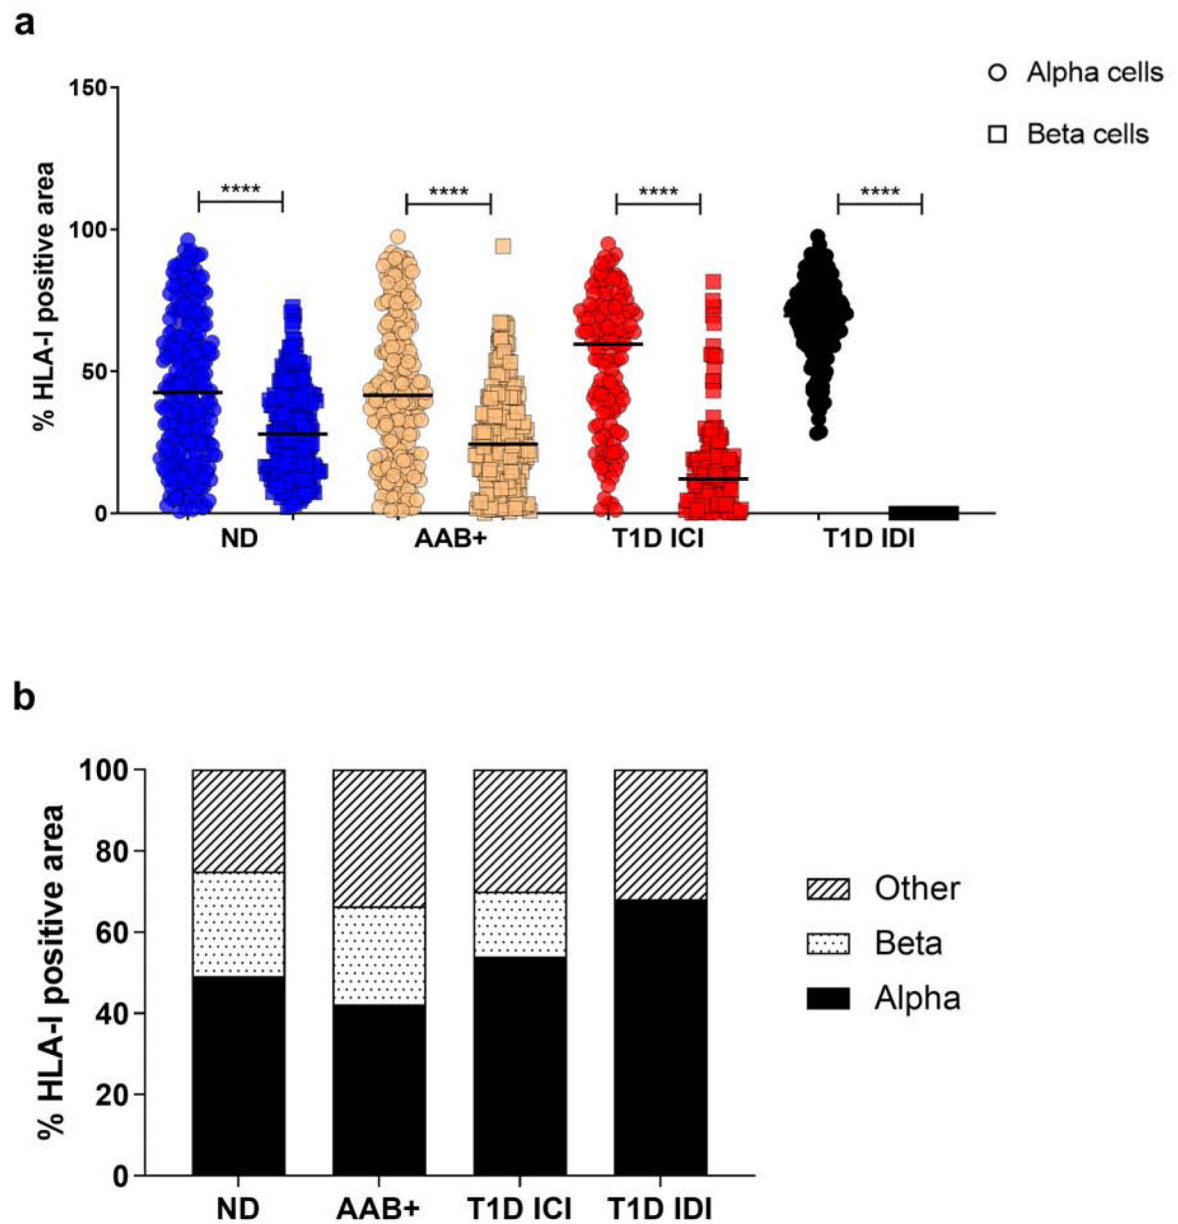 a
Alpha cells
Beta cells
150
100
50
0
% HLA-I positive area
****
****
****
****
ND
AAB+
T1D ICI
T1D IDI
b
100
80
60
40
20
0
% HLA-I positive area
Other
Beta
Alpha
ND
AAB+
T1D ICI
T1D IDI